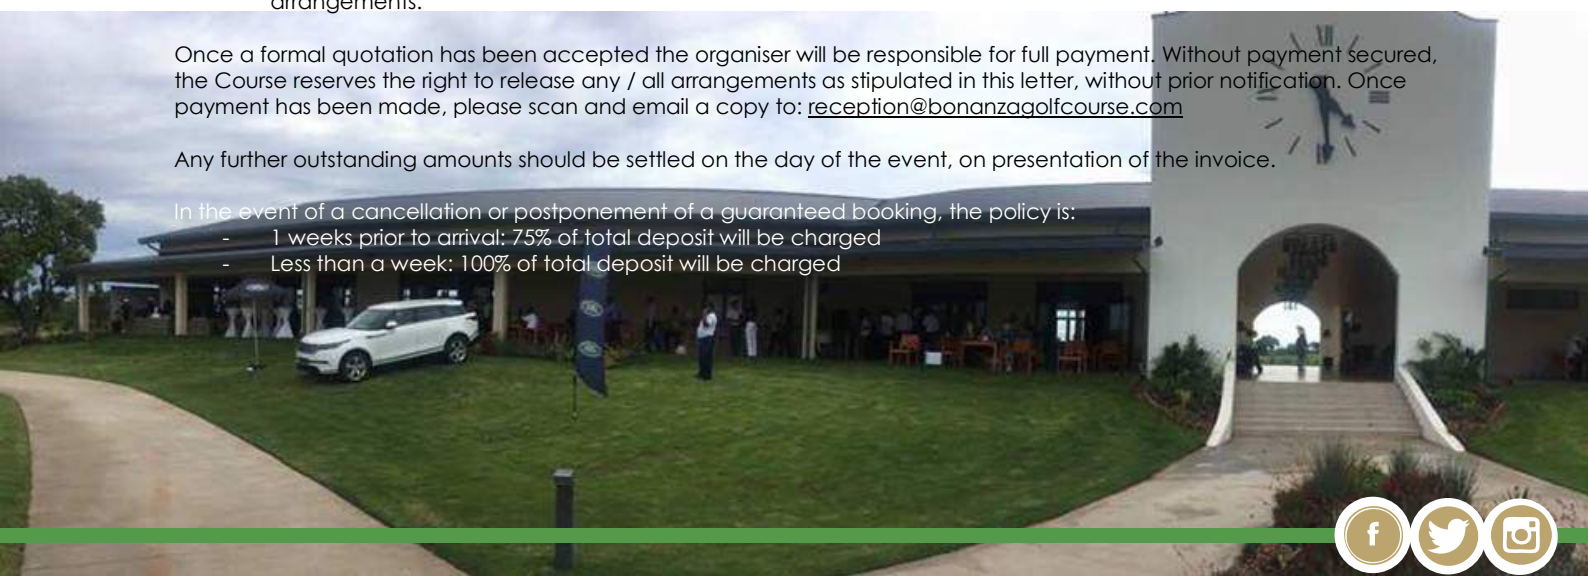 arrangements.
Once a formal quotation has been accepted the organiser will be responsible for full payment. Without payment secured,
the Course reserves the right to release any / all arrangements as stipulated in this letter, without prior notification. Once
payment has been made, please scan and email a copy to: reception@bonanzagolfcourse.com
Any further outstanding amounts should be settled on the day of the event, on presentation of the invoice.
In the event of a cancellation or postponement of a guaranteed booking, the policy is:
- 1 weeks prior to arrival: 75% of total deposit will be charged
- Less than a week: 100% of total deposit will be charged